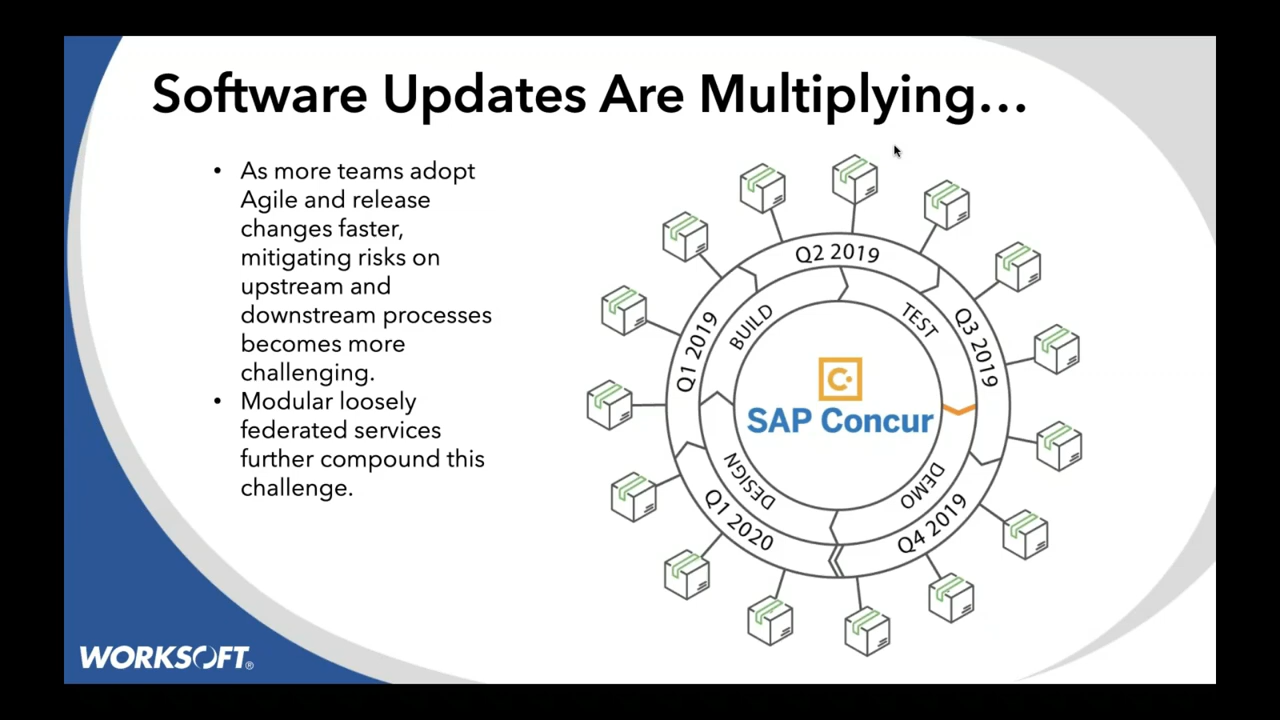 Software Updates Are Multiplying...
• As more teams adopt
Agile and release
changes faster,
mitigating risks on
upstream and
downstream processes
becomes more
challenging.
• Modular loosely
federated services
further compound this
challenge.
Q1 2019
Q2 2019
Q3 2019
Q4 2019
Q1 2020
BUILD
TEST
DEMO
DESIGN
C
SAP Concur
WORKSOFT®